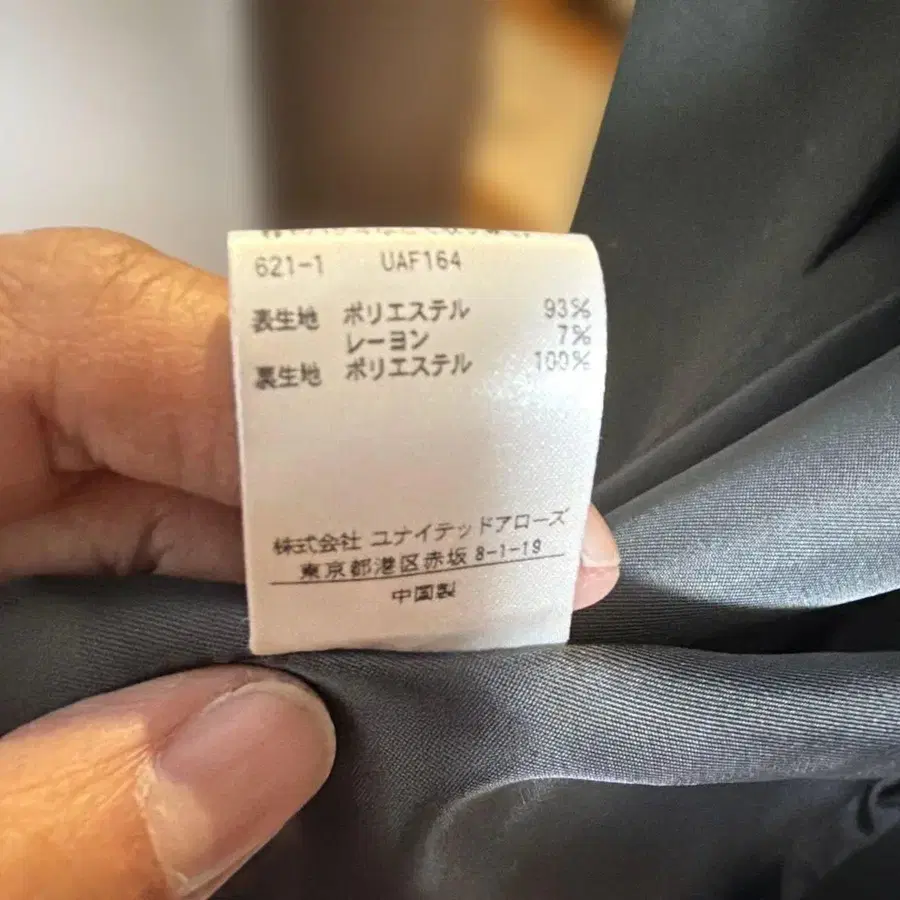 621-1 UAF164
表生地 ポリエステル 93%
レーヨン 7%
裏生地 ポリエステル 100%
株式会社 ユナイテッドアローズ
東京都港区赤坂 8-1-19
中国製